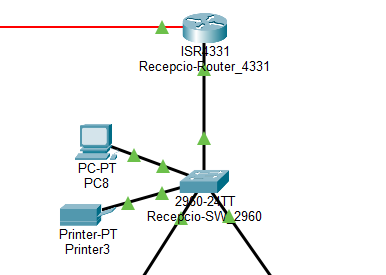 ISR4331
Recepcio-Router_4331
PC-PT
PC8
2960-24TT
Recepcio-SW_2960
Printer-PT
Printer3